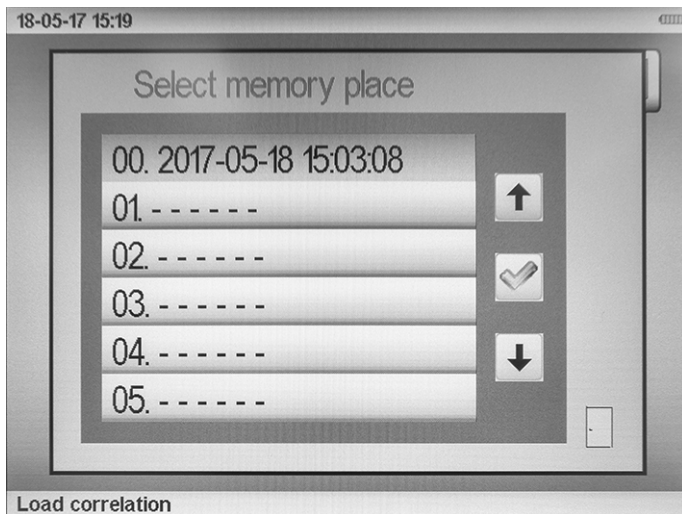 18-05-17 15:19
Select memory place
00. 2017-05-18 15:03:08
01. - - - - - -
02. - - - - - -
03. - - - - - -
04. - - - - - -
05. - - - - - -
Load correlation